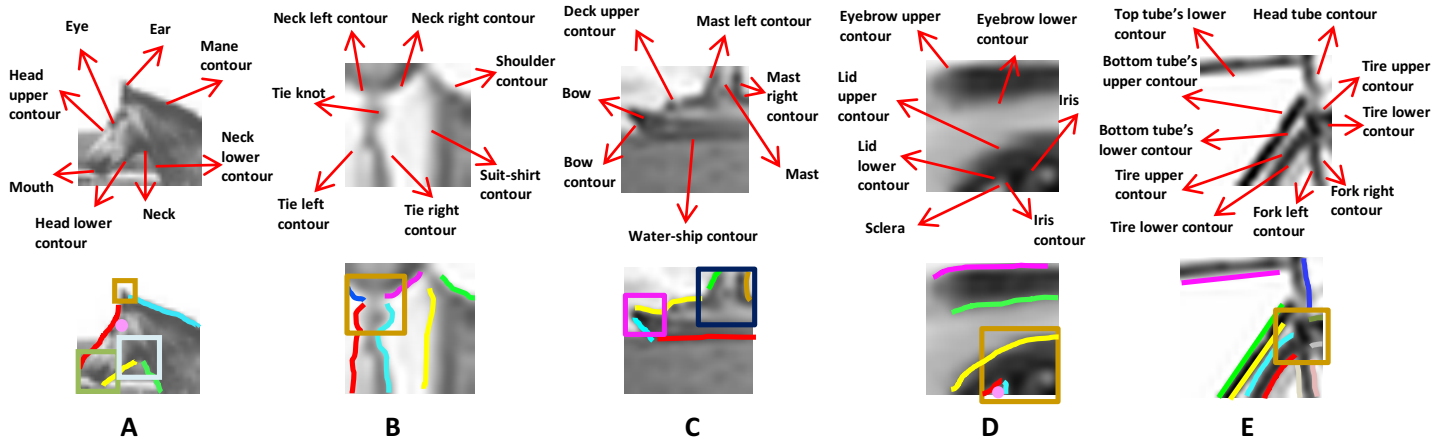 Eye
Ear
Mane
contour
Head
upper
contour
Neck
lower
contour
Mouth
Head lower
contour
Neck
A
Neck left contour
Neck right contour
Shoulder
contour
Tie knot
Suit-shirt
contour
Tie left
contour
Tie right
contour
B
Deck upper
contour
Mast left contour
Bow
Mast
right
contour
Bow
contour
Mast
Water-ship contour
C
Eyebrow upper
contour
Eyebrow lower
contour
Lid
upper
contour
Iris
Lid
lower
contour
Sclera
Iris
contour
D
Top tube's lower
contour
Head tube contour
Bottom tube's
upper contour
Tire upper
contour
Bottom tube's
lower contour
Tire lower
contour
Tire upper
contour
Fork right
contour
Tire lower contour
Fork left
contour
E